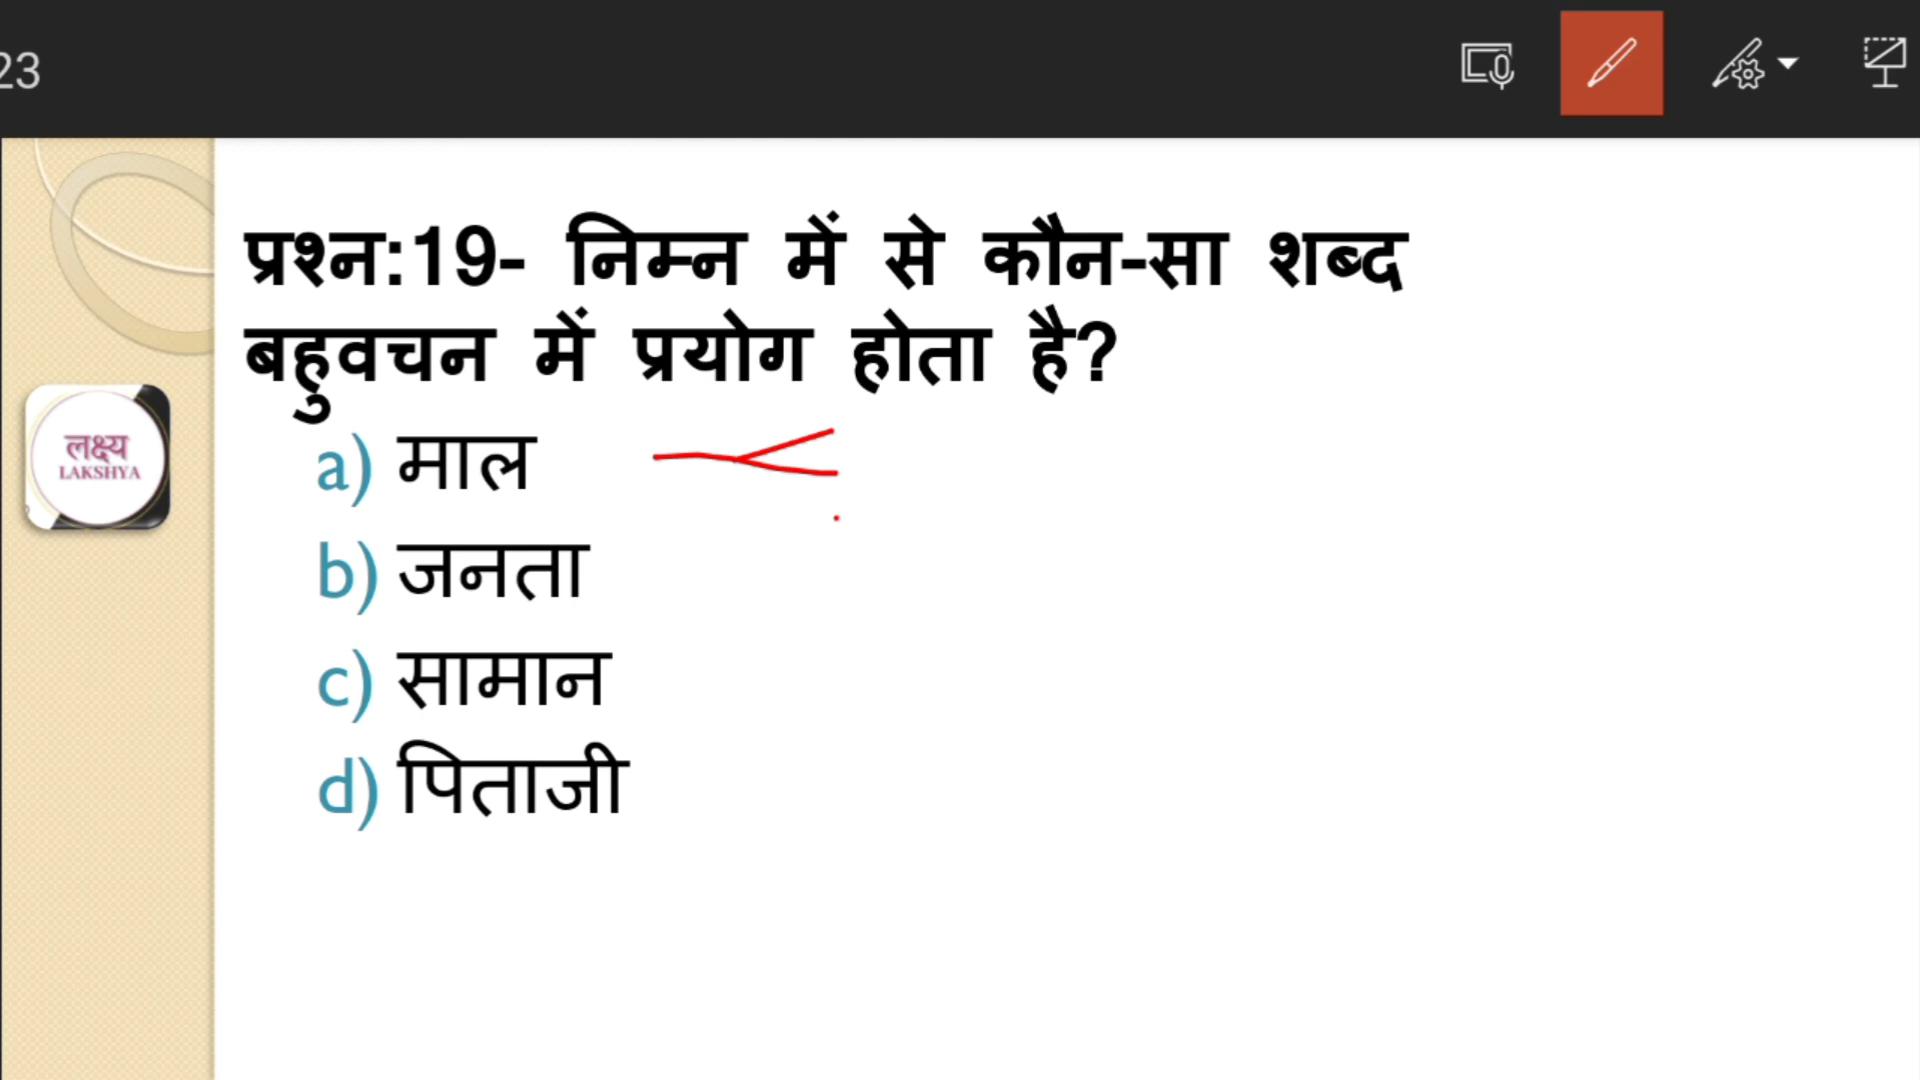 23
प्रश्न:19- निम्न में से कौन-सा शब्द
बहुवचन में प्रयोग होता है?
लक्ष्य
LAKSHYA
a) माल
b) जनता
c) सामान
d) पिताजी